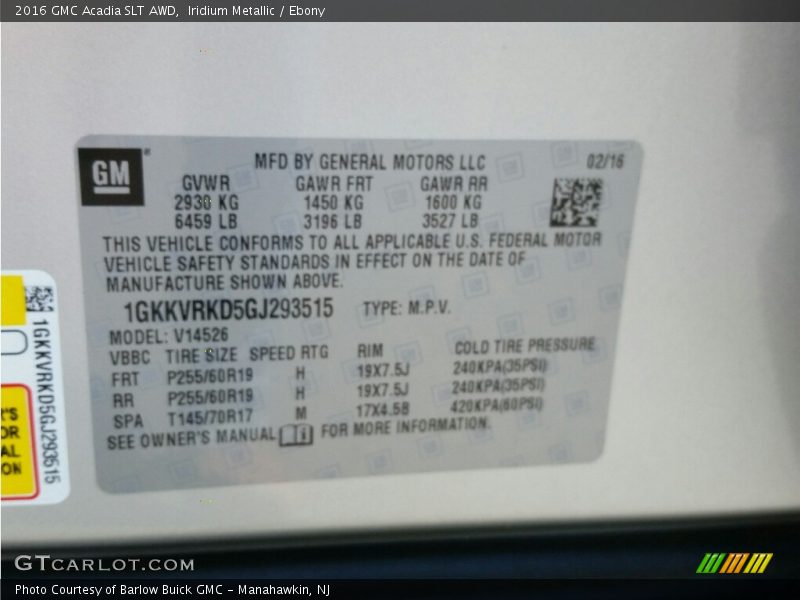 2016 GMC Acadia SLT AWD,  Iridium Metallic / Ebony
GM
MFD BY GENERAL MOTORS LLC 02/16
GVWR GAWR FRT GAWR RR
2930 KG 1450 KG 1600 KG
6459 LB 3196 LB 3527 LB
THIS VEHICLE CONFORMS TO ALL APPLICABLE U.S. FEDERAL MOTOR
VEHICLE SAFETY STANDARDS IN EFFECT ON THE DATE OF
MANUFACTURE SHOWN ABOVE.
1GKKVRKD5GJ293515 TYPE: M.P.V.
MODEL: V14526
VBBC TIRE SIZE SPEED RTG RIM COLD TIRE PRESSURE
FRT P255/60R19 H 19X7.5J 240KPA(35PSI)
RR P255/60R19 H 19X7.5J 240KPA(35PSI)
SPA T145/70R17 M 17X4.5B 420KPA(60PSI)
SEE OWNER'S MANUAL FOR MORE INFORMATION.
1GKKVRKD5GJ293515
R'S
OR
AL
ON
GTCARLOT.COM
Photo Courtesy of Barlow Buick GMC - Manahawkin, NJ